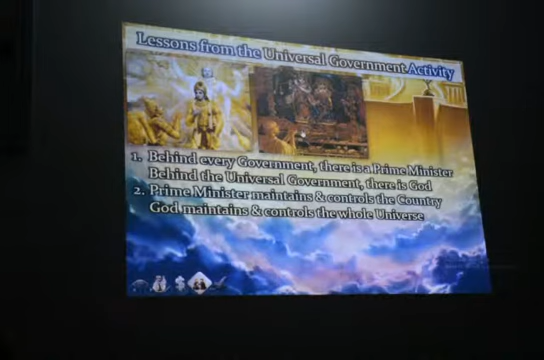 Lessons from the Universal Government Activity
1. Behind every Government, there is a Prime Minister
Behind the Universal Government, there is God
2. Prime Minister maintains & controls the Country
God maintains & controls the whole Universe